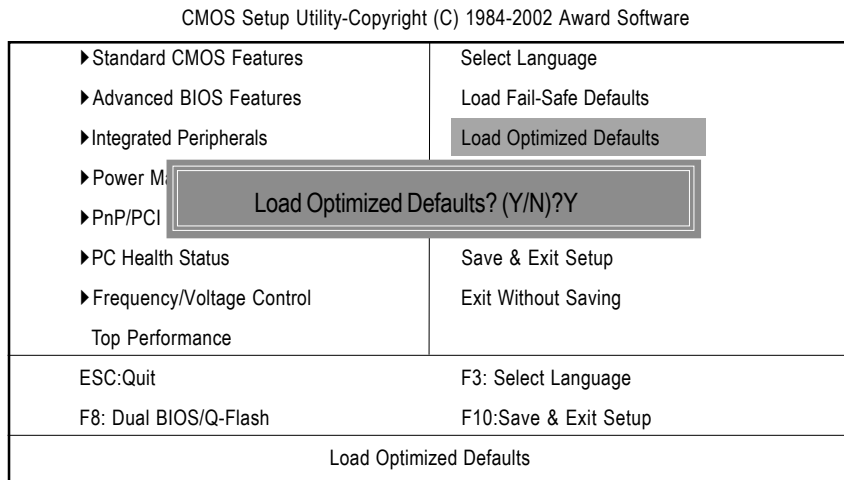 CMOS Setup Utility-Copyright (C) 1984-2002 Award Software
▶Standard CMOS Features
▶Advanced BIOS Features
▶Integrated Peripherals
▶Power
▶PnP/PCI
▶PC Health Status
▶Frequency/Voltage Control
Top Performance
Select Language
Load Fail-Safe Defaults
Load Optimized Defaults
Save & Exit Setup
Exit Without Saving
Load Optimized Defaults? (Y/N)?Y
ESC:Quit
F3: Select Language
F8: Dual BIOS/Q-Flash
F10:Save & Exit Setup
Load Optimized Defaults